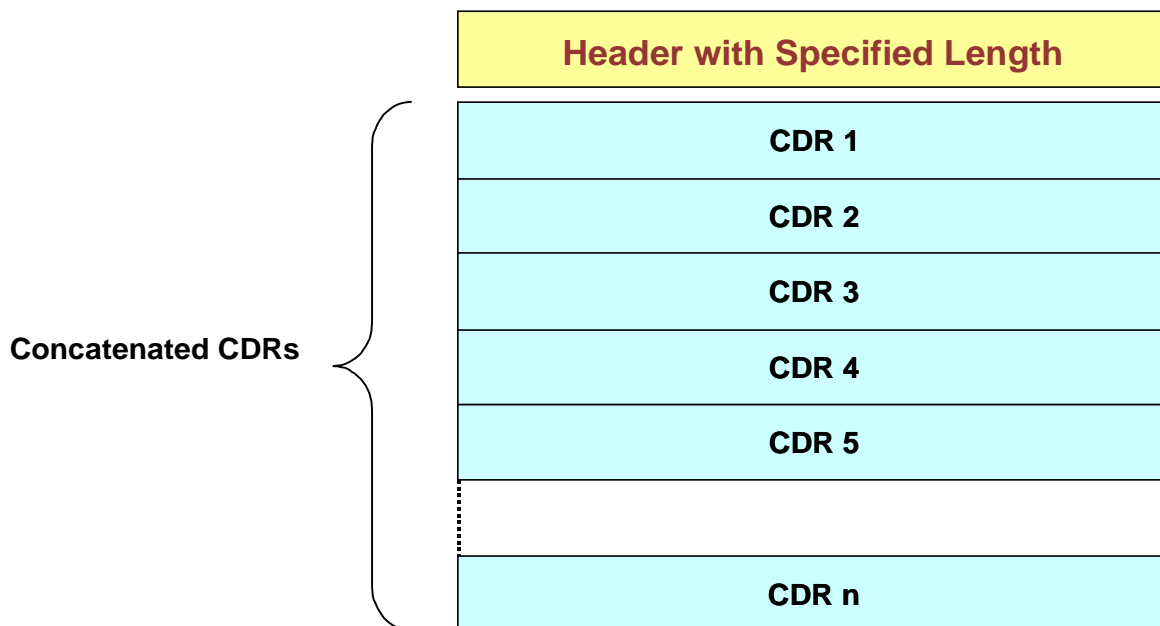 Header with Specified Length
CDR 1
CDR 2
CDR 3
Concatenated CDRs
CDR 4
CDR 5
CDR n